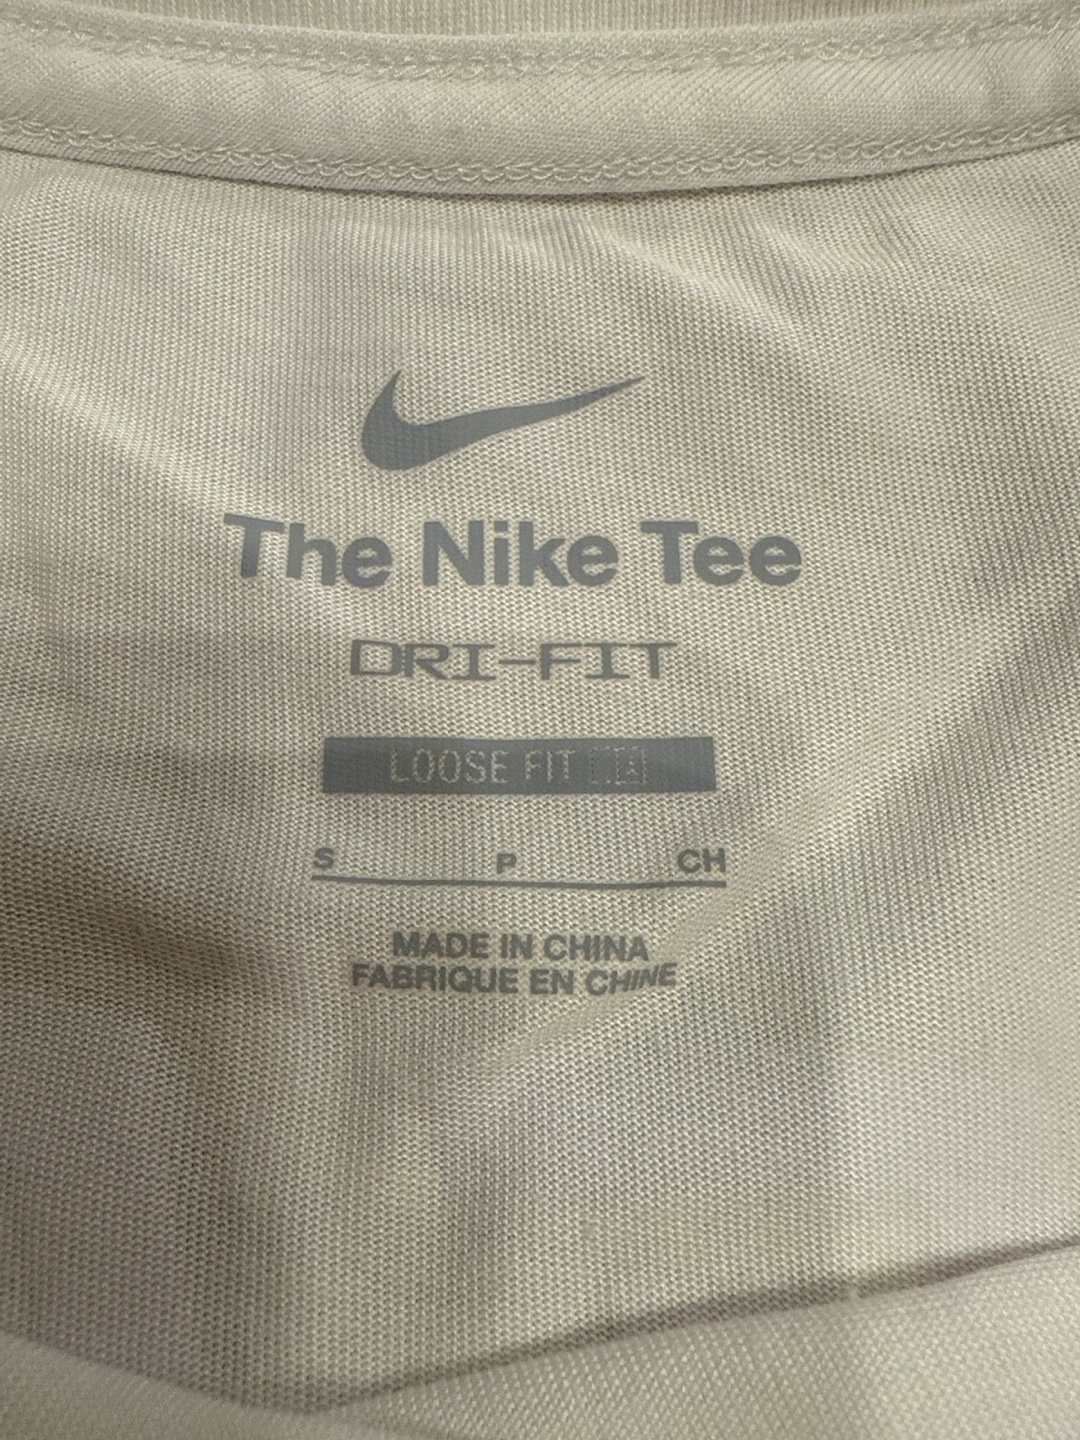 The Nike Tee
DRI-FIT
LOOSE FIT
S P CH
MADE IN CHINA
FABRIQUE EN CHINE